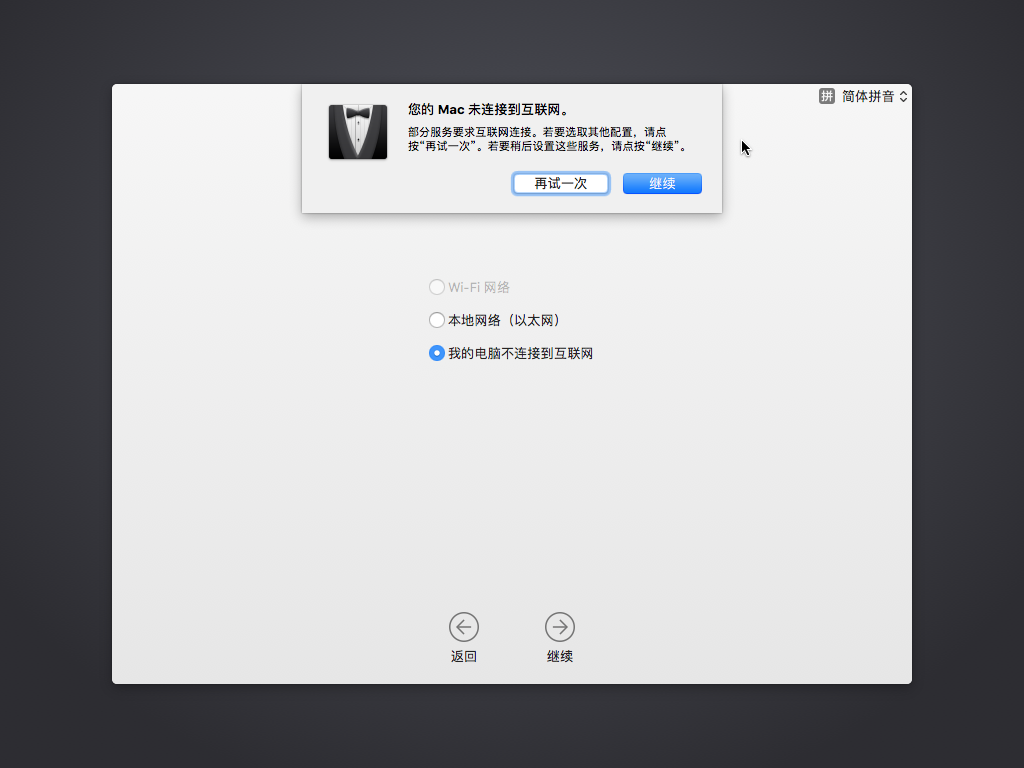 拼 简体拼音
您的 Mac 未连接到互联网。
部分服务要求互联网连接。若要选取其他配置，请点
按“再试一次”。若要稍后设置这些服务，请点按“继续”。
再试一次 继续
Wi-Fi 网络
本地网络（以太网）
我的电脑不连接到互联网
返回 继续